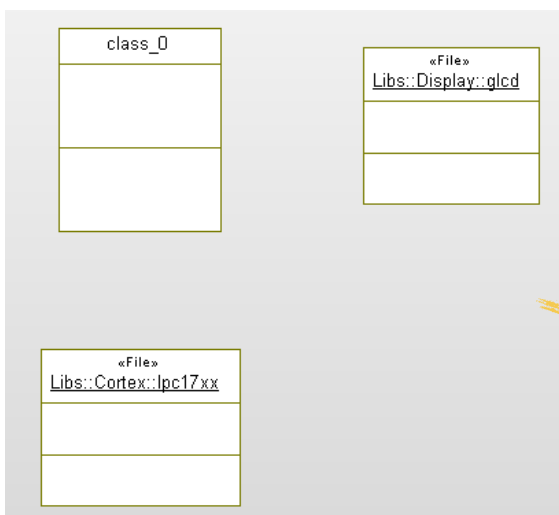 class_0
«File»
Libs::Display::glcd
«File»
Libs::Cortex::lpc17xx